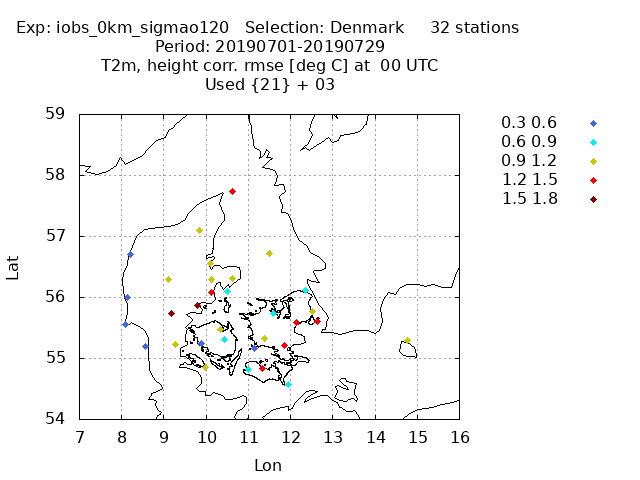 Exp: iobs_0km_sigmao120   Selection: Denmark     32 stations
Period: 20190701-20190729
T2m, height corr. rmse [deg C] at  00 UTC
Used {21} + 03
0.3 0.6
0.6 0.9
0.9 1.2
1.2 1.5
1.5 1.8
59
58
57
56
55
54
Lat
7 8 9 10 11 12 13 14 15 16
Lon